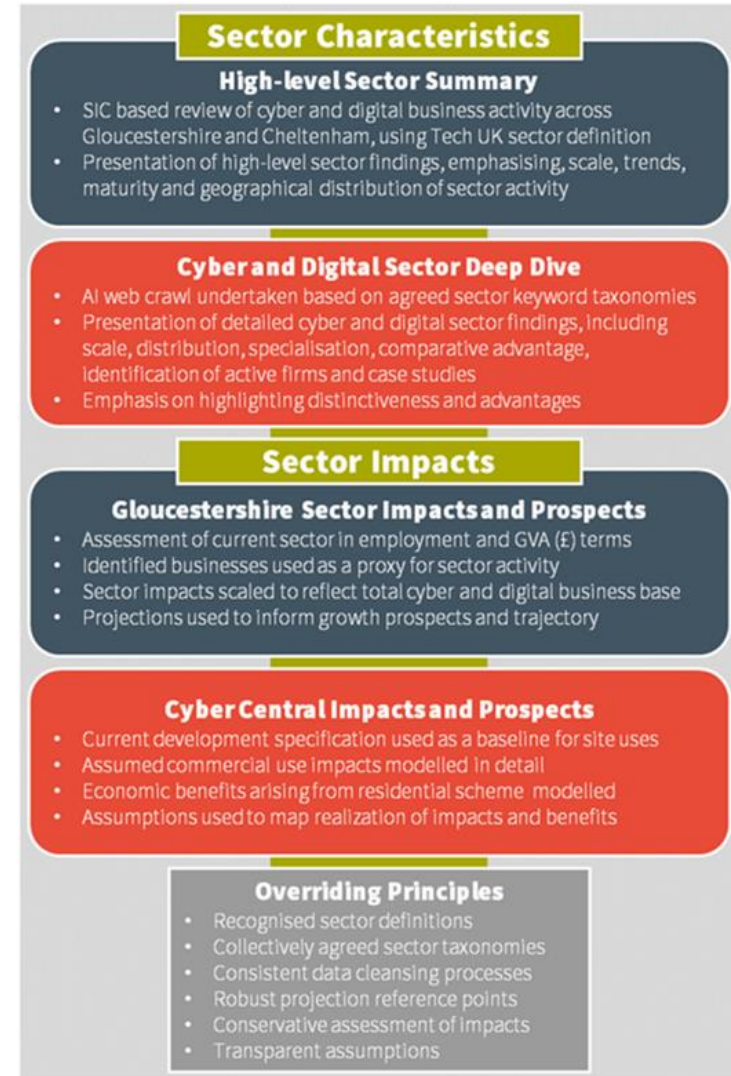 Sector Characteristics
High-level Sector Summary
• SIC based review of cyber and digital business activity across
Gloucestershire and Cheltenham, using Tech UK sector definition
• Presentation of high-level sector findings, emphasising, scale, trends,
maturity and geographical distribution of sector activity
Cyber and Digital Sector Deep Dive
• AI web crawl undertaken based on agreed sector keyword taxonomies
• Presentation of detailed cyber and digital sector findings, including
scale, distribution, specialisation, comparative advantage,
identification of active firms and case studies
• Emphasis on highlighting distinctiveness and advantages
Sector Impacts
Gloucestershire Sector Impacts and Prospects
• Assessment of current sector in employment and GVA (£) terms
• Identified businesses used as a proxy for sector activity
• Sector impacts scaled to reflect total cyber and digital business base
• Projections used to inform growth prospects and trajectory
Cyber Central Impacts and Prospects
• Current development specification used as a baseline for site uses
• Assumed commercial use impacts modelled in detail
• Economic benefits arising from residential scheme modelled
• Assumptions used to map realization of impacts and benefits
Overriding Principles
• Recognised sector definitions
• Collectively agreed sector taxonomies
• Consistent data cleansing processes
• Robust projection reference points
• Conservative assessment of impacts
• Transparent assumptions